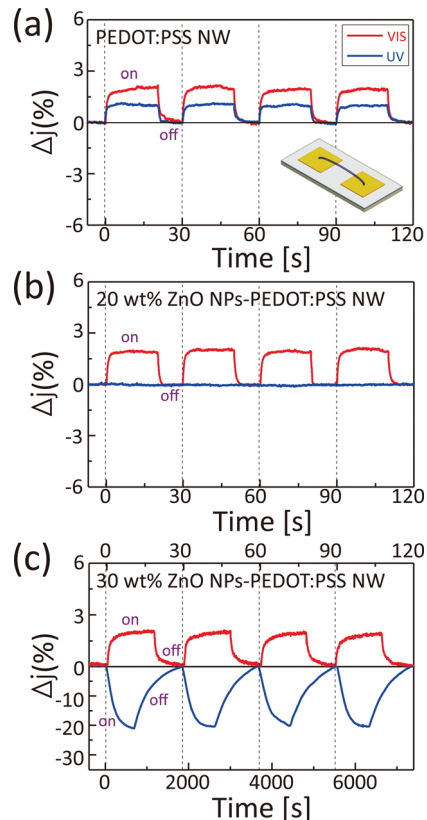 (a)
PEDOT:PSS NW
VIS
UV
on
off
6
3
0
-3
-6
Δj(%)
0 30 60 90 120
Time [s]
(b)
20 wt% ZnO NPs-PEDOT:PSS NW
on
off
6
3
0
-3
-6
Δj(%)
0 30 60 90 120
Time [s]
(c)
0 30 60 90 120
30 wt% ZnO NPs-PEDOT:PSS NW
on
off
off
on
6
2
0
-10
-20
-30
Δj(%)
0 2000 4000 6000
Time [s]